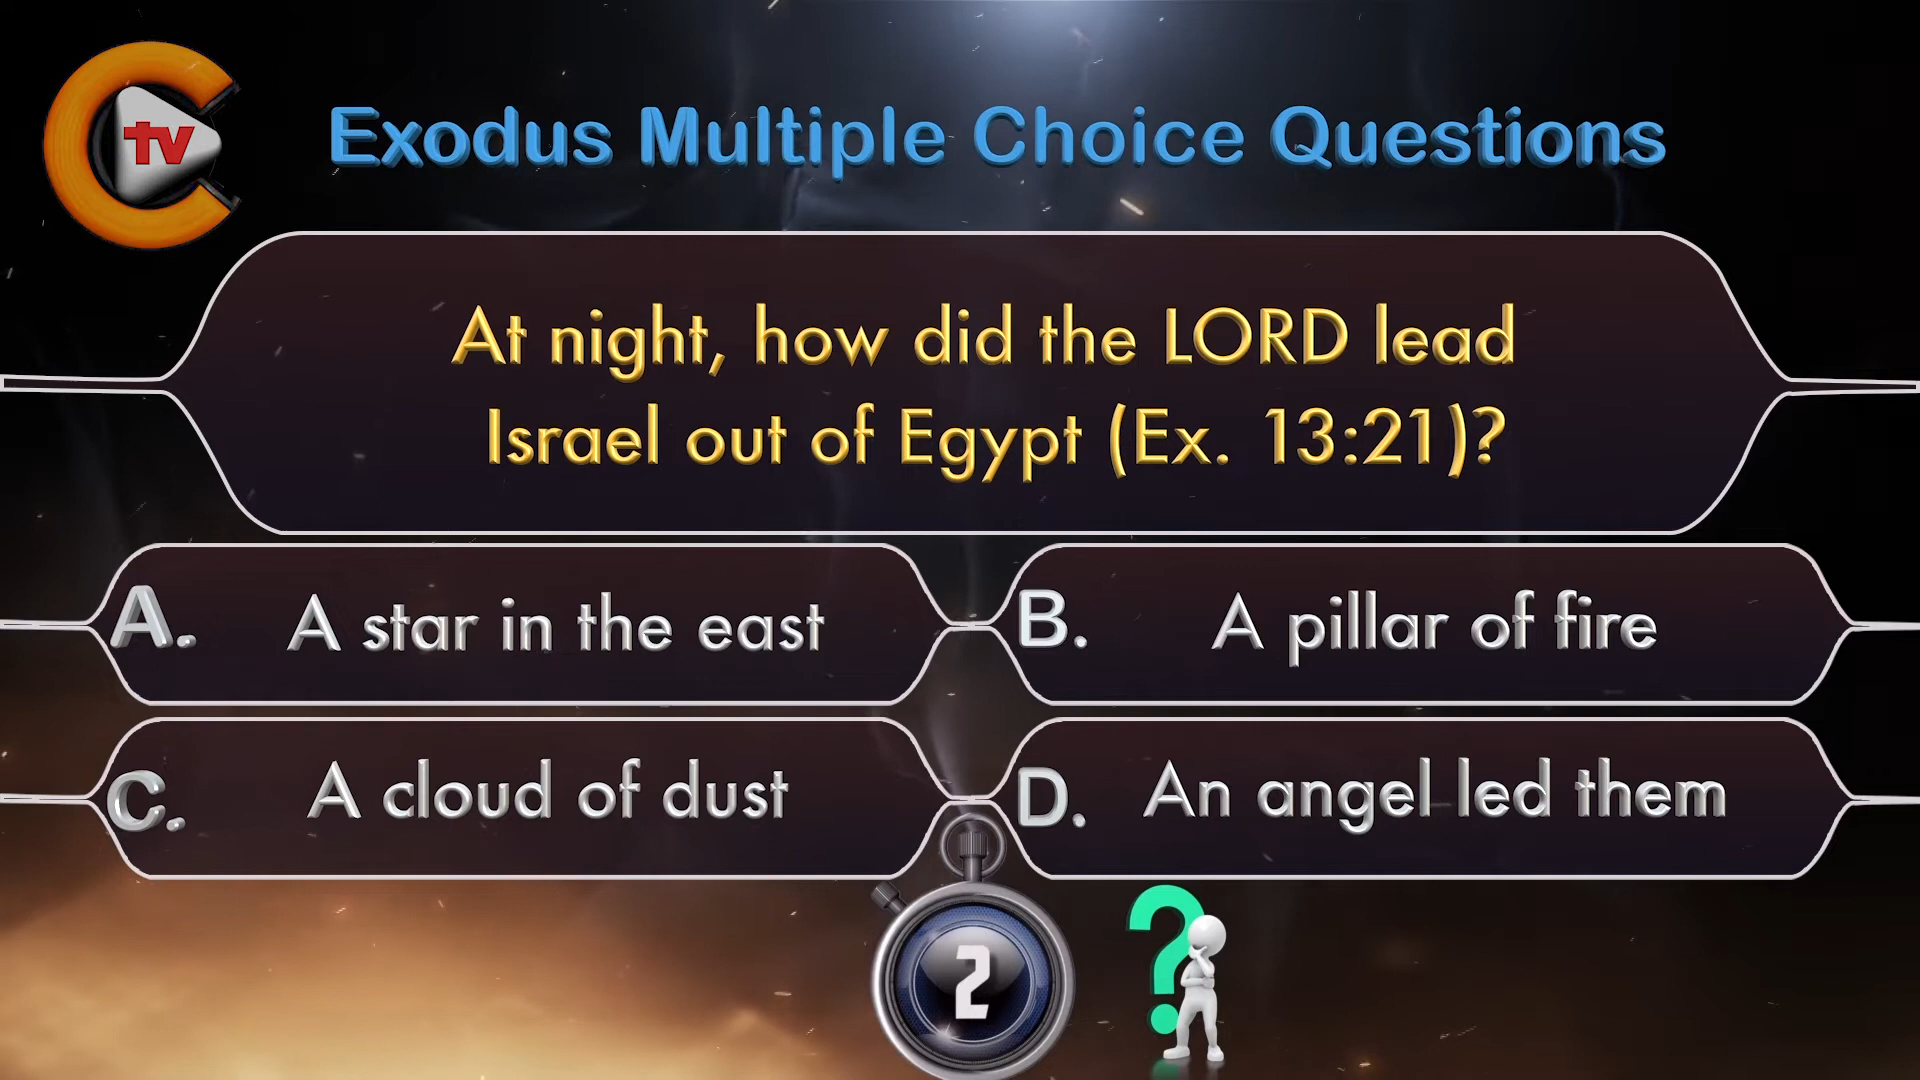 tv
Exodus Multiple Choice Questions
At night, how did the LORD lead
Israel out of Egypt (Ex. 13:21)?
A. A star in the east
B. A pillar of fire
C. A cloud of dust
D. An angel led them
2
?